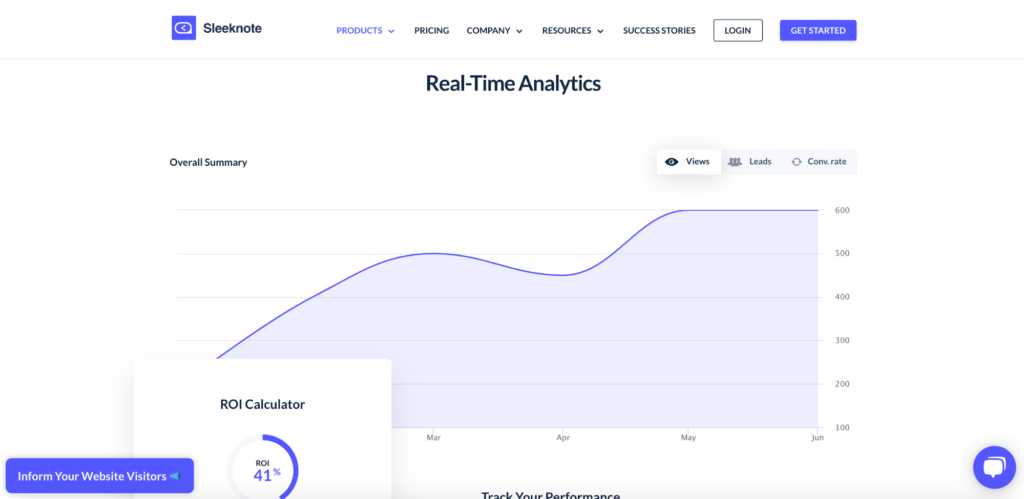 Sleeknote
PRODUCTS PRICING COMPANY RESOURCES SUCCESS STORIES LOGIN GET STARTED
Real-Time Analytics
Overall Summary
Views Leads Conv. rate
600
500
400
300
200
100
Mar Apr May Jun
ROI Calculator
ROI
41%
Inform Your Website Visitors
Track Your Performance